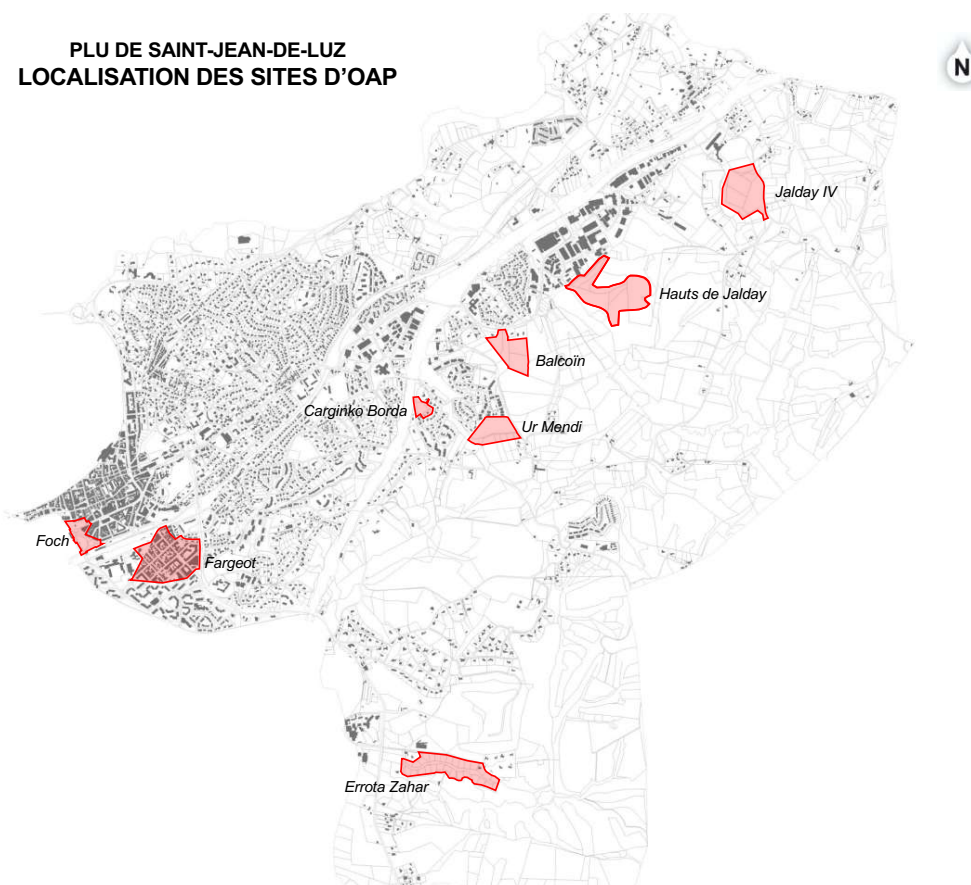 PLU DE SAINT-JEAN-DE-LUZ
LOCALISATION DES SITES D’OAP
N
Jalday IV
Hauts de Jalday
Balcoïn
Carginko Borda
Ur Mendi
Foch
Fargeot
Errota Zahar